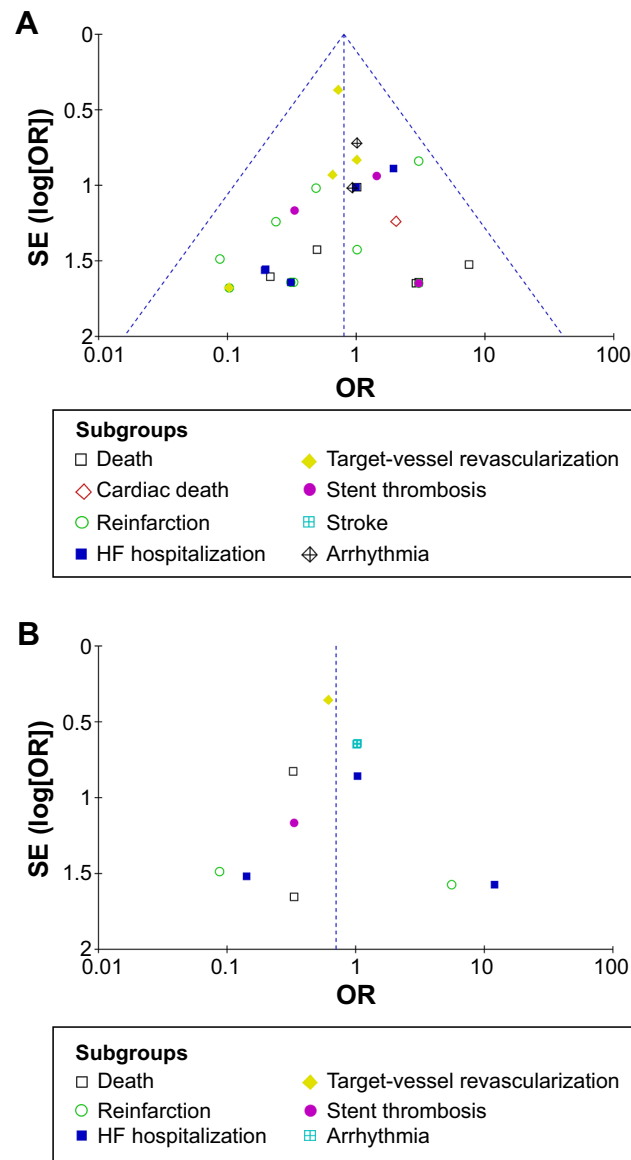 A
0
0.5
1
1.5
2
SE (log[OR])
0.01
0.1
1
10
100
OR
Subgroups
Death
Target-vessel revascularization
Cardiac death
Stent thrombosis
Reinfarction
Stroke
HF hospitalization
Arrhythmia
B
0
0.5
1
1.5
2
SE (log[OR])
0.01
0.1
1
10
100
OR
Subgroups
Death
Target-vessel revascularization
Reinfarction
Stent thrombosis
HF hospitalization
Arrhythmia